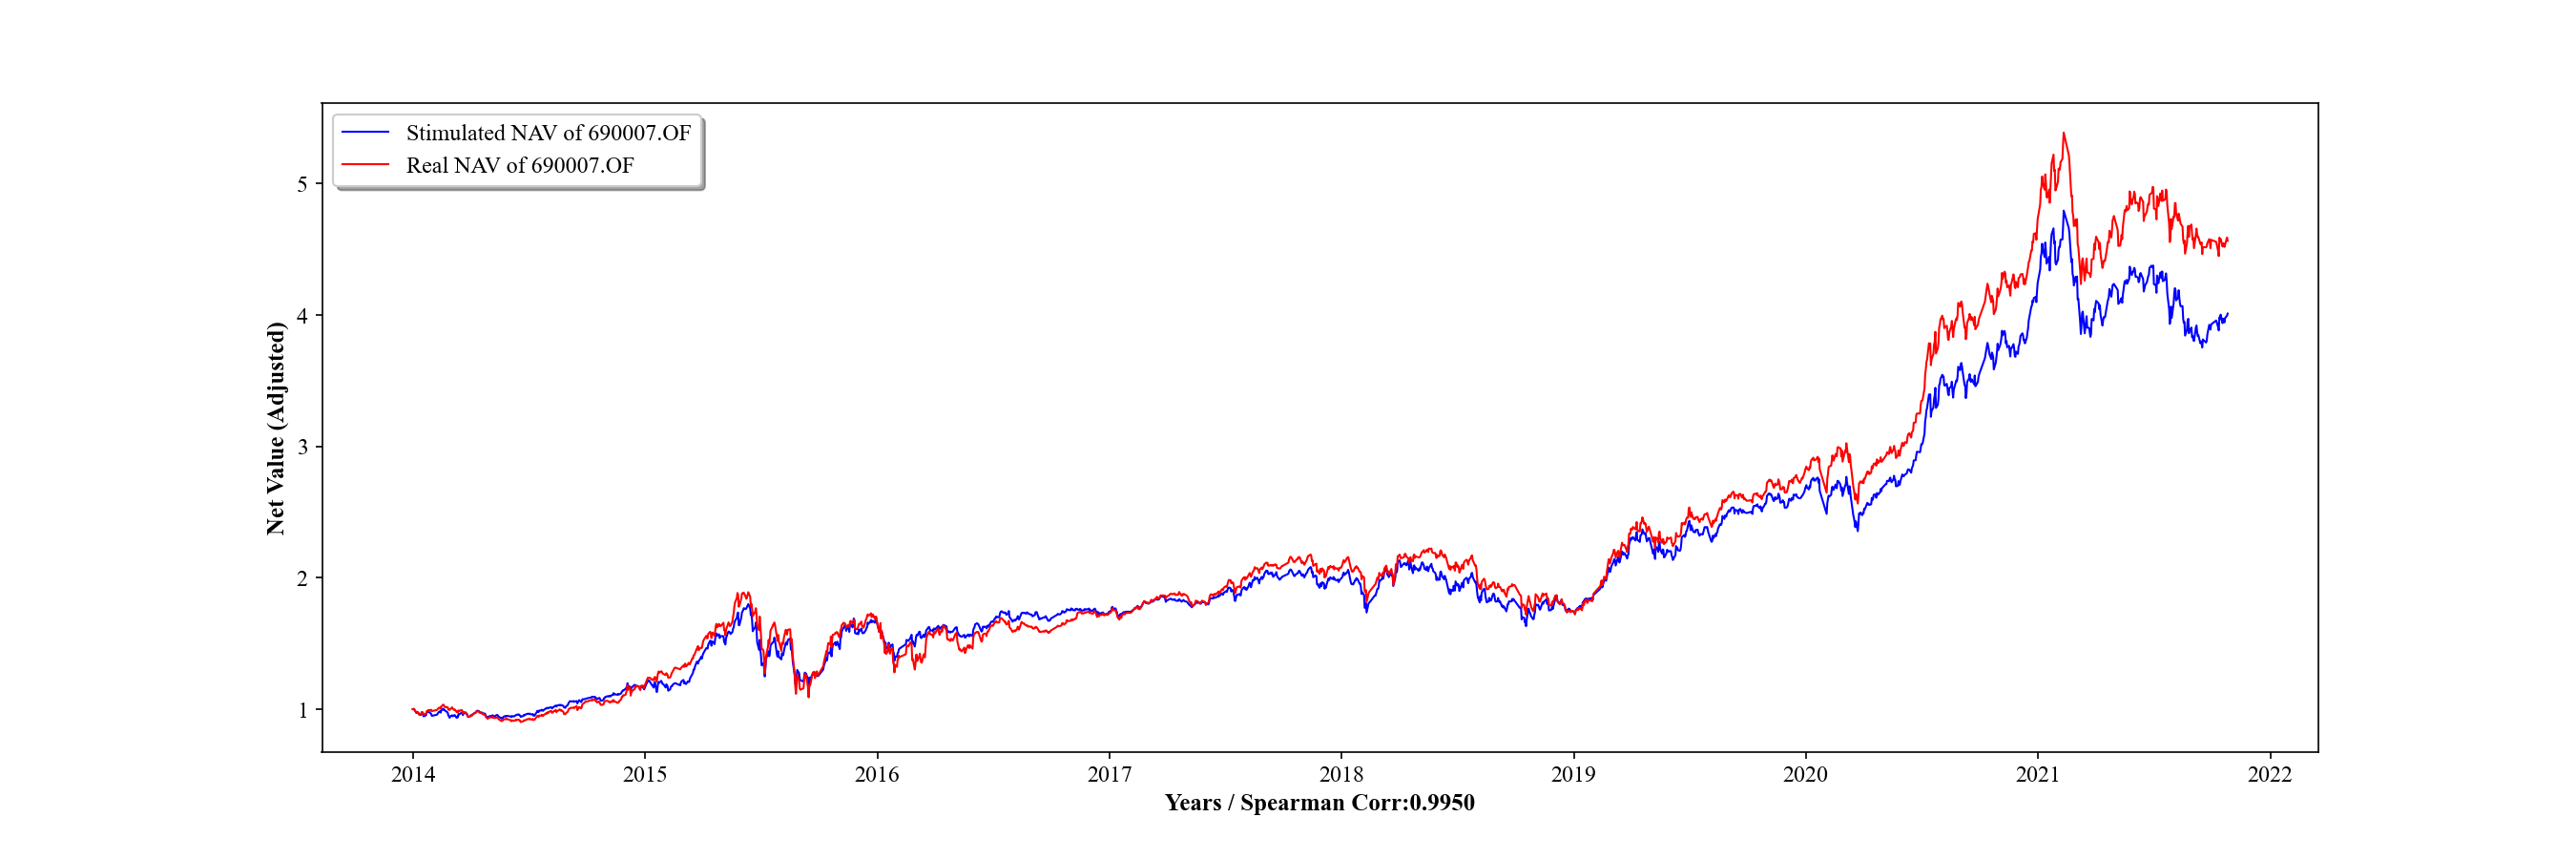 Stimulated NAV of 690007.OF
Real NAV of 690007.OF
Net Value (Adjusted)
5
4
3
2
1
2014 2015 2016 2017 2018 2019 2020 2021 2022
Years / Spearman Corr:0.9950